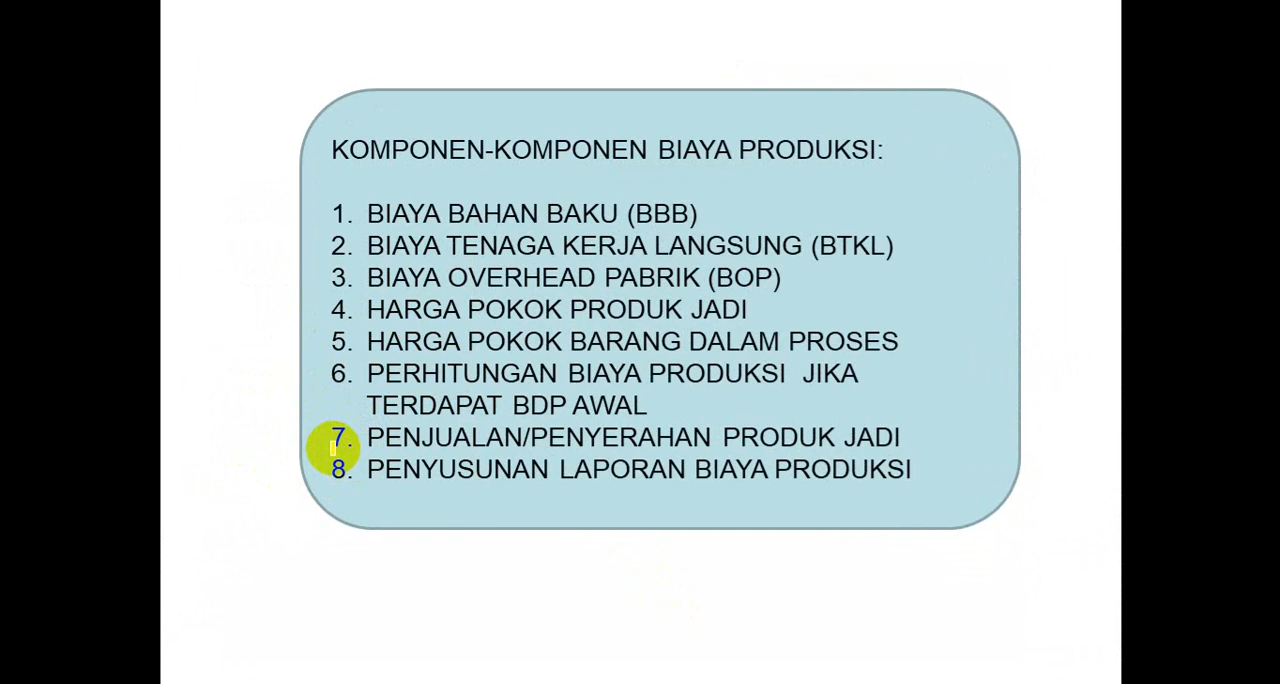 KOMPONEN-KOMPONEN BIAYA PRODUKSI:
1. BIAYA BAHAN BAKU (BBB)
2. BIAYA TENAGA KERJA LANGSUNG (BTKL)
3. BIAYA OVERHEAD PABRIK (BOP)
4. HARGA POKOK PRODUK JADI
5. HARGA POKOK BARANG DALAM PROSES
6. PERHITUNGAN BIAYA PRODUKSI JIKA
TERDAPAT BDP AWAL
7. PENJUALAN/PENYERAHAN PRODUK JADI
8. PENYUSUNAN LAPORAN BIAYA PRODUKSI